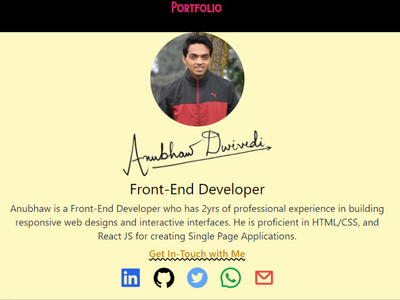 Portfolio
Anubhaw Dwivedi
Front-End Developer
Anubhaw is a Front-End Developer who has 2yrs of professional experience in building
responsive web designs and interactive interfaces. He is proficient in HTML/CSS, and
React JS for creating Single Page Applications.
Get In-Touch with Me
in